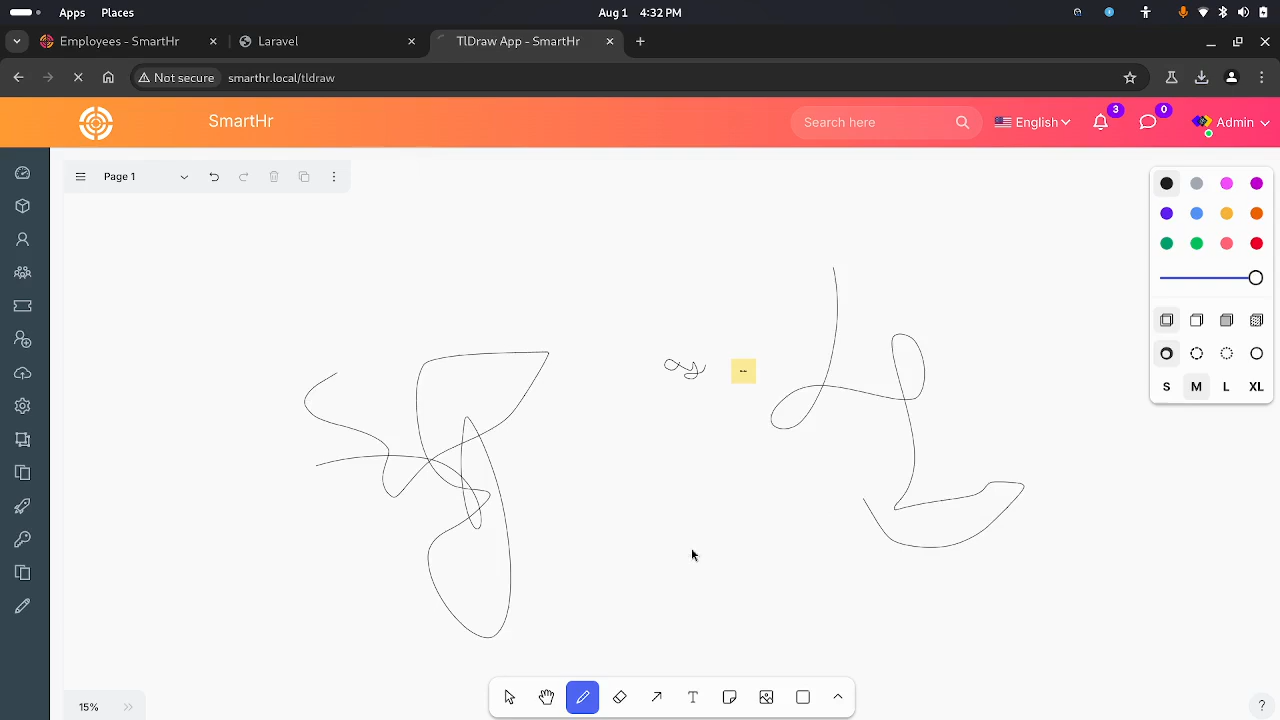 Apps Places Aug 1 4:32 PM
Employees - SmartHr Laravel TlDraw App - SmartHr
Not secure smarthr.local/tldraw
SmartHr Search here English 3 0 Admin
Page 1
S M L XL
15%
?